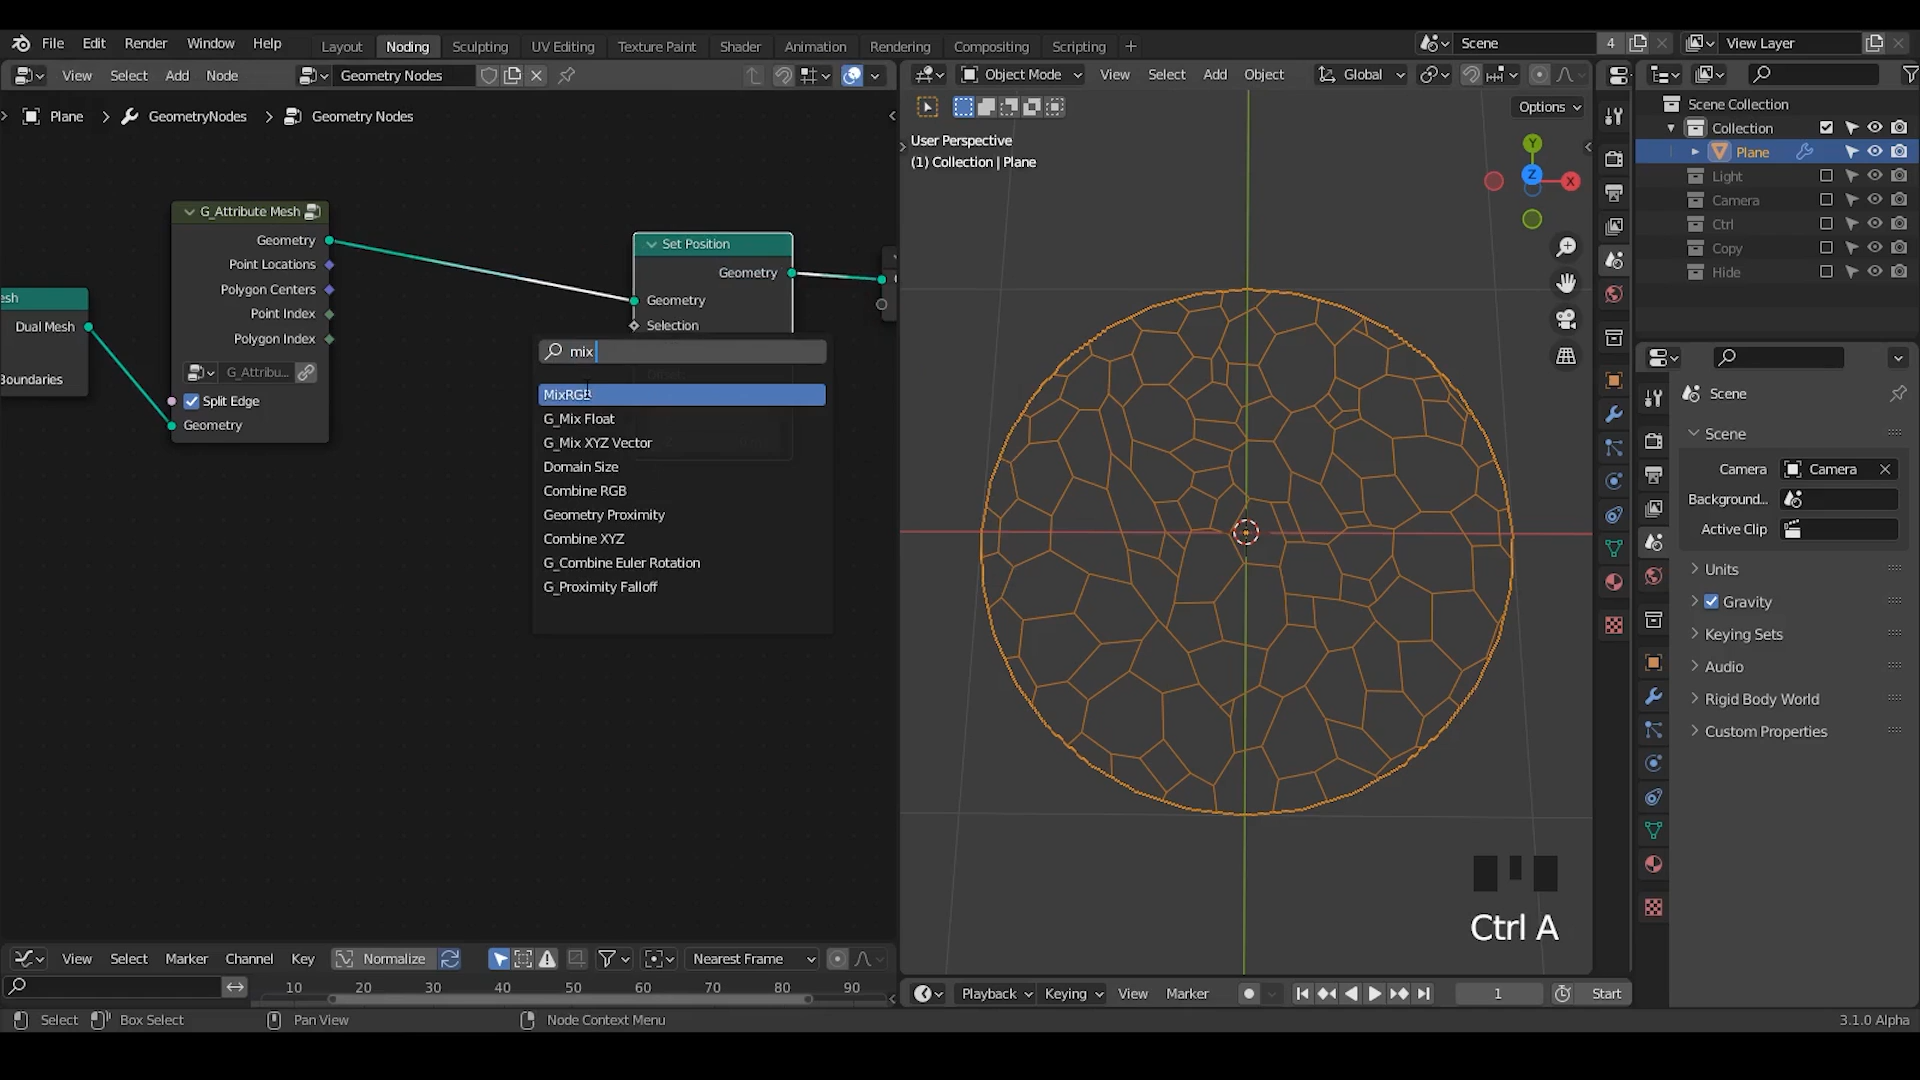 File Edit Render Window Help Layout Noding Sculpting UV Editing Texture Paint Shader Animation Rendering Compositing Scripting + Scene 4 View Layer
View Select Add Node Geometry Nodes
Object Mode View Select Add Object Global
Plane > GeometryNodes > Geometry Nodes
Options
User Perspective
(1) Collection | Plane
G_Attribute Mesh
Geometry
Point Locations
Polygon Centers
Point Index
Polygon Index
G_Attribu...
Split Edge
Geometry
Dual Mesh
Set Position
Geometry
Geometry
Selection
mix
MixRGB
G_Mix Float
G_Mix XYZ Vector
Domain Size
Combine RGB
Geometry Proximity
Combine XYZ
G_Combine Euler Rotation
G_Proximity Falloff
Y
Z
X
Ctrl A
Scene Collection
Collection
Plane
Light
Camera
Ctrl
Copy
Hide
Scene
Scene
Camera Camera
Background...
Active Clip
Units
Gravity
Keying Sets
Audio
Rigid Body World
Custom Properties
View Select Marker Channel Key Normalize Nearest Frame
10 20 30 40 50 60 70 80 90
Playback Keying View Marker 1 Start
Select Box Select Pan View Node Context Menu 3.1.0 Alpha